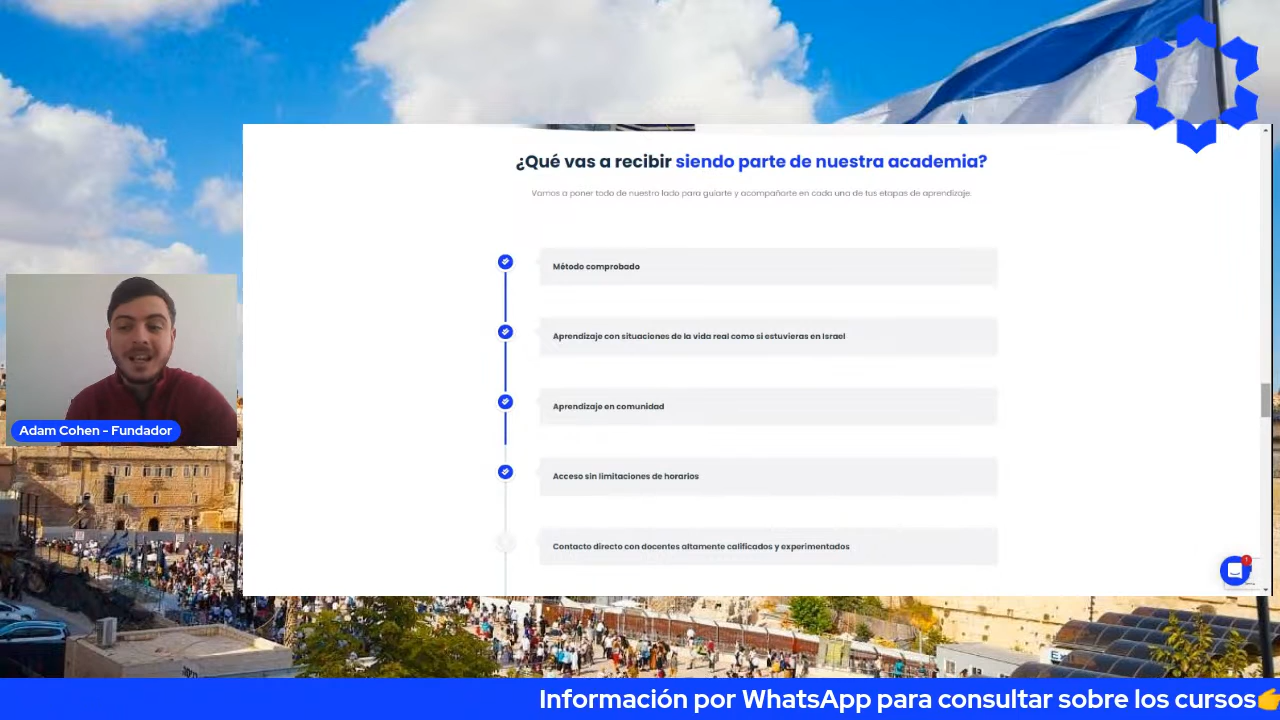 ¿Qué vas a recibir siendo parte de nuestra academia?
Vamos a poner todo de nuestro lado para guiarte y acompañarte en cada una de tus etapas de aprendizaje.
Método comprobado
Aprendizaje con situaciones de la vida real como si estuvieras en Israel
Aprendizaje en comunidad
Acceso sin limitaciones de horarios
Contacto directo con docentes altamente calificados y experimentados
Adam Cohen - Fundador
Información por WhatsApp para consultar sobre los cursos👉